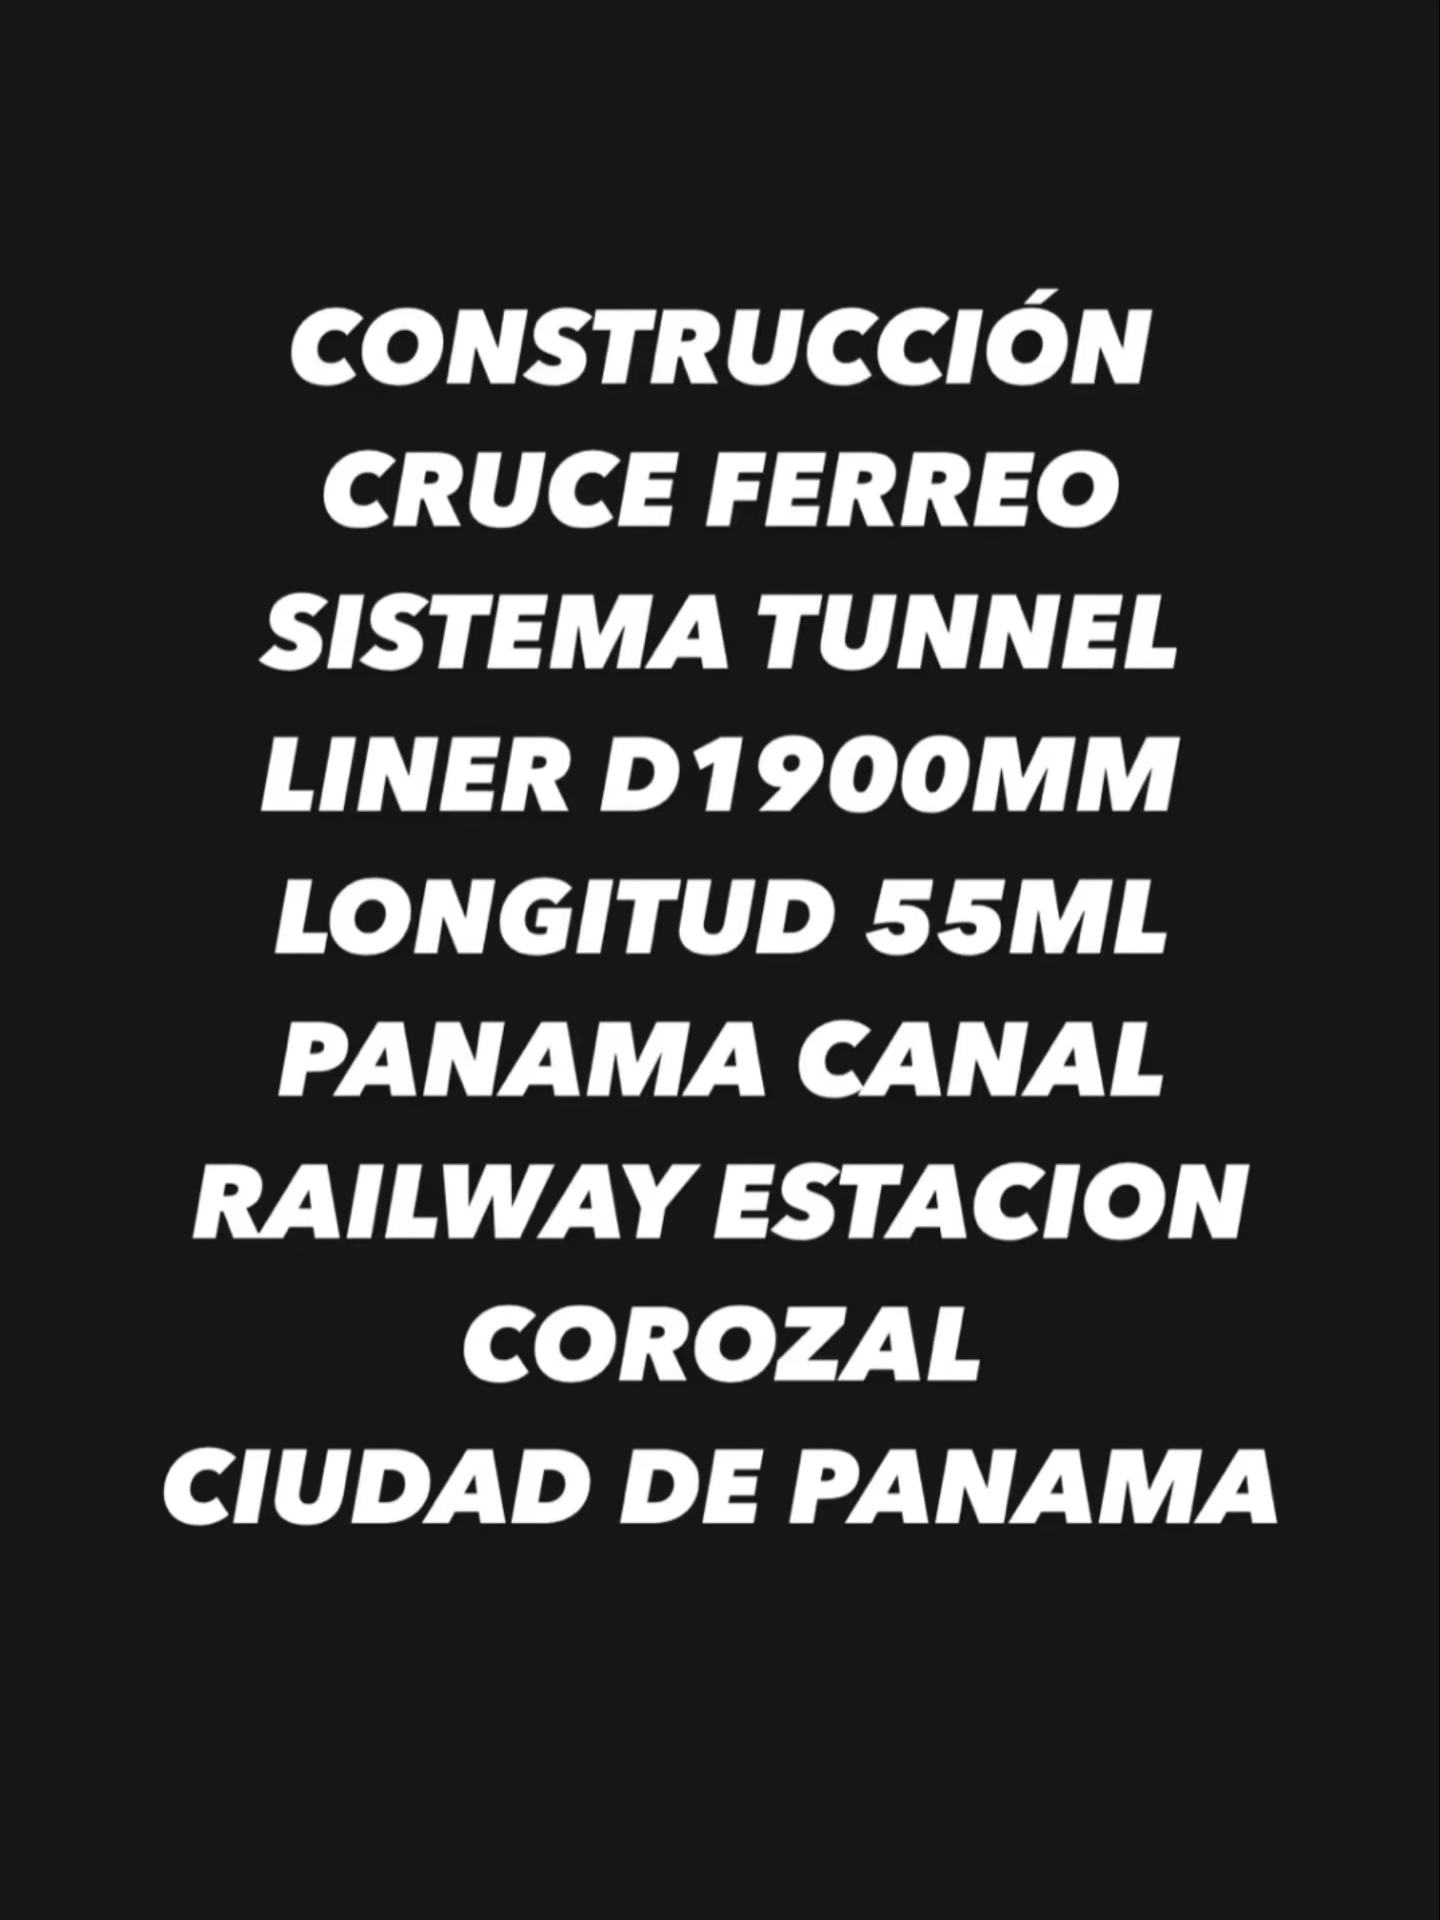 CONSTRUCCIÓN
CRUCE FERREO
SISTEMA TUNNEL
LINER D1900MM
LONGITUD 55ML
PANAMA CANAL
RAILWAY ESTACION
COROZAL
CIUDAD DE PANAMA